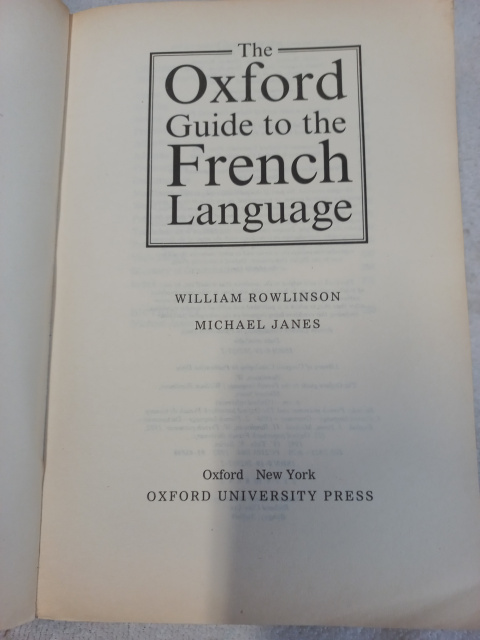 The
Oxford
Guide to the
French
Language
WILLIAM ROWLINSON
MICHAEL JANES
Oxford New York
OXFORD UNIVERSITY PRESS